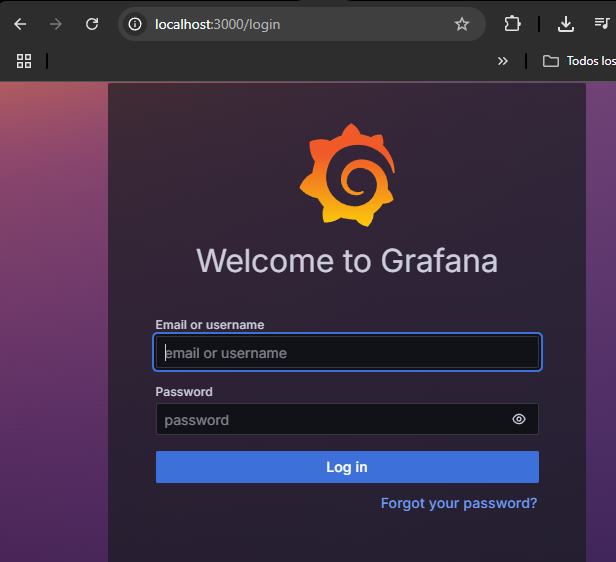 localhost:3000/login
Todos los
Welcome to Grafana
Email or username
email or username
Password
password
Log in
Forgot your password?